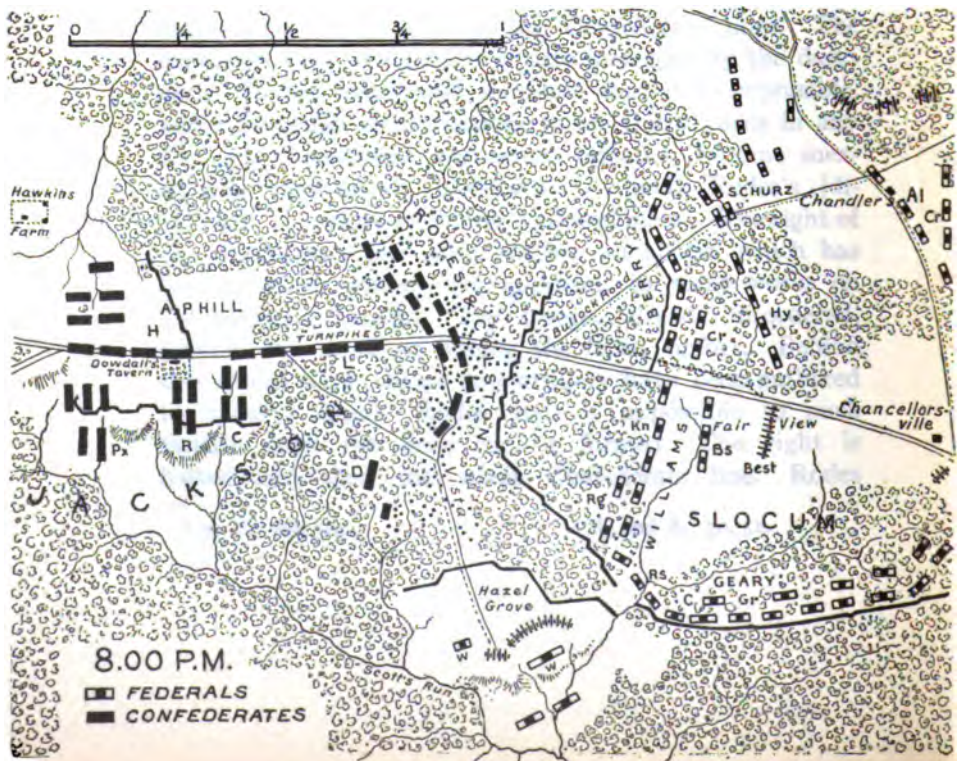 0 1/4 1/2 3/4 1
SCHURZ
Chandler's
Al
Cr
Hawkins
Farm
RODES & COLSTON
BERRY
Bullock Road
G
A P HILL
H
L
TURNPIKE
Dowdall's
Tavern
Hy
Cr
Chancellors-
ville
Kn
Fair
View
Bs
Best
Px
R
C
D
Vista
JACKSON
WILLIAMS
Rg
SLOCUM
RS
GEARY
C
Gr
Hazel
Grove
W
W
Scott's Run
8.00 P.M.
FEDERALS
CONFEDERATES